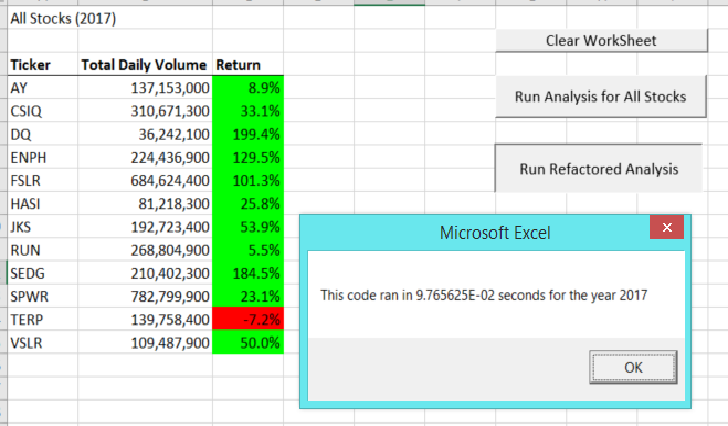 All Stocks (2017)
Clear WorkSheet
Ticker Total Daily Volume Return
AY 137,153,000 8.9%
Run Analysis for All Stocks
CSIQ 310,671,300 33.1%
DQ 36,242,100 199.4%
ENPH 224,436,900 129.5%
Run Refactored Analysis
FSLR 684,624,400 101.3%
HASI 81,218,300 25.8%
JKS 192,723,400 53.9%
Microsoft Excel
RUN 268,804,900 5.5%
SEDG 210,402,300 184.5%
SPWR 782,799,900 23.1%
This code ran in 9.765625E-02 seconds for the year 2017
TERP 139,758,400 -7.2%
VSLR 109,487,900 50.0%
OK